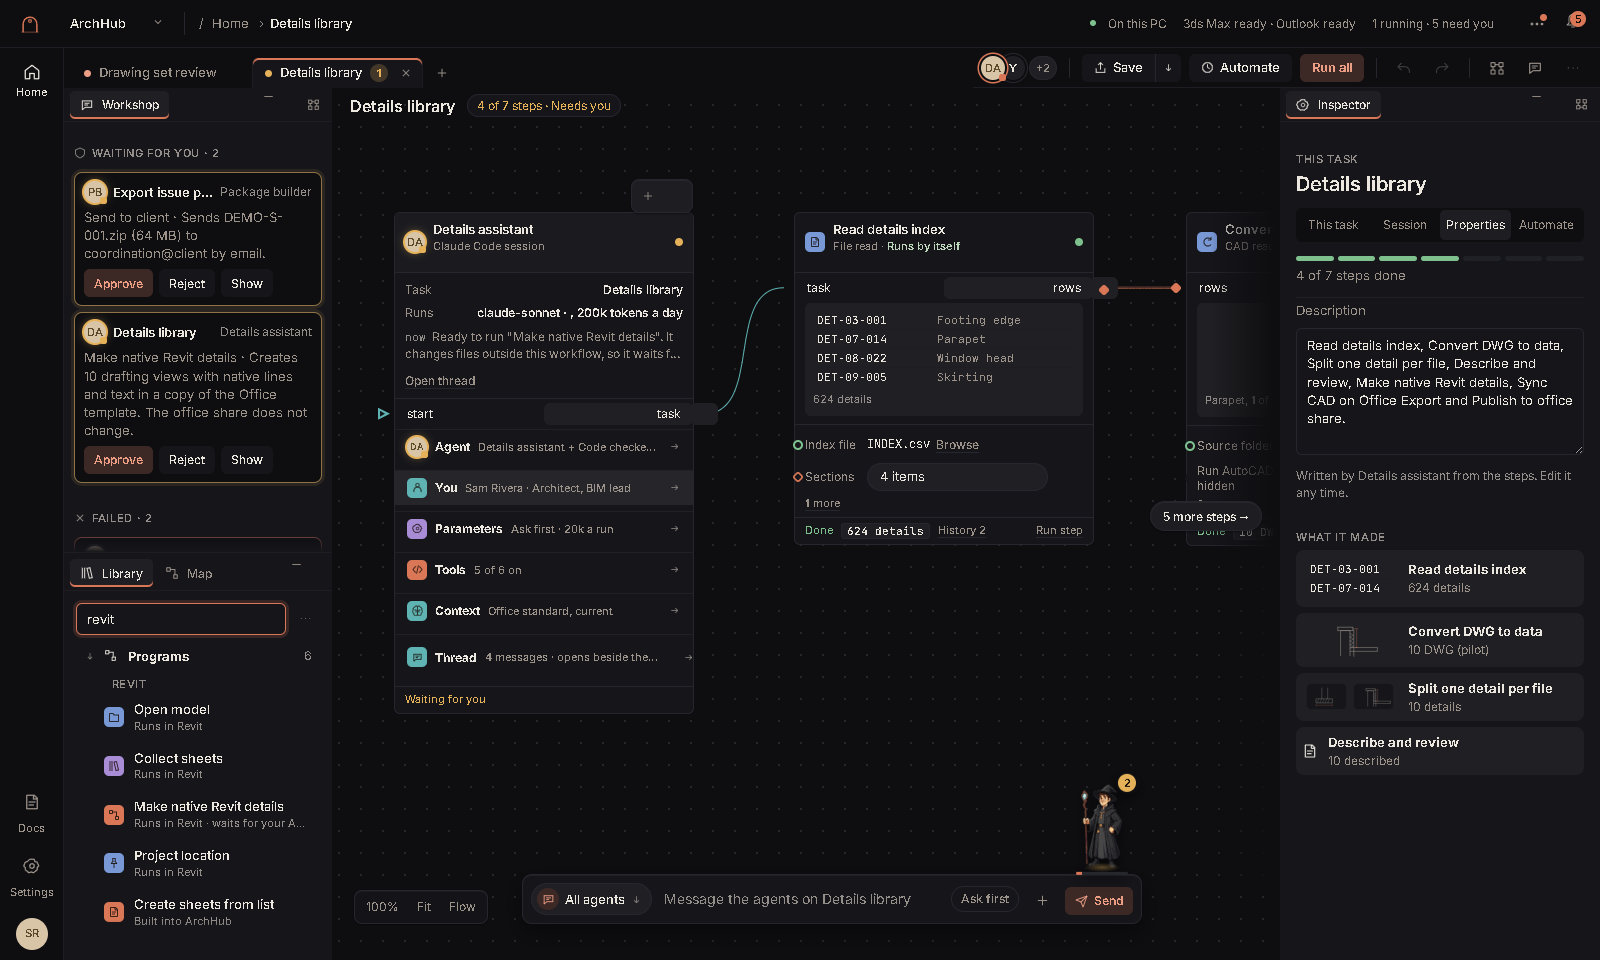 ArchHub
/ Home › Details library
On this PC
3ds Max ready · Outlook ready
1 running · 5 need you
5
Home
Drawing set review
Details library 1
DA Y +2
Save
Automate
Run all
Workshop
Details library
4 of 7 steps · Needs you
Inspector
WAITING FOR YOU · 2
PB Export issue p... Package builder
Send to client · Sends DEMO-S-
001.zip (64 MB) to
coordination@client by email.
Approve Reject Show
DA Details library Details assistant
Make native Revit details · Creates
10 drafting views with native lines
and text in a copy of the Office
template. The office share does not
change.
Approve Reject Show
FAILED · 2
Library Map
revit
Programs 6
REVIT
Open model
Runs in Revit
Collect sheets
Runs in Revit
Make native Revit details
Runs in Revit · waits for your A...
Project location
Runs in Revit
Create sheets from list
Built into ArchHub
Docs
Settings
SR
DA Details assistant
Claude Code session
Task Details library
Runs claude-sonnet · , 200k tokens a day
now Ready to run "Make native Revit details". It
changes files outside this workflow, so it waits f...
Open thread
start task
DA Agent Details assistant + Code checke...
You Sam Rivera · Architect, BIM lead
Parameters Ask first · 20k a run
Tools 5 of 6 on
Context Office standard, current
Thread 4 messages · opens beside the...
Waiting for you
Read details index
File read · Runs by itself
task rows
DET-03-001 Footing edge
DET-07-014 Parapet
DET-08-022 Window head
DET-09-005 Skirting
624 details
Index file INDEX.csv Browse
Sections 4 items
1 more
Done 624 details History 2 Run step
Conver
CAD rea
rows
Parapet, 1 of
Source folde
Run AutoCAD
hidden
5 more steps →
Done 10 DW
2
100% Fit Flow
All agents
Message the agents on Details library
Ask first
Send
THIS TASK
Details library
This task Session Properties Automate
4 of 7 steps done
Description
Read details index, Convert DWG to data,
Split one detail per file, Describe and
review, Make native Revit details, Sync
CAD on Office Export and Publish to office
share.
Written by Details assistant from the steps. Edit it
any time.
WHAT IT MADE
DET-03-001
DET-07-014
Read details index
624 details
Convert DWG to data
10 DWG (pilot)
Split one detail per file
10 details
Describe and review
10 described